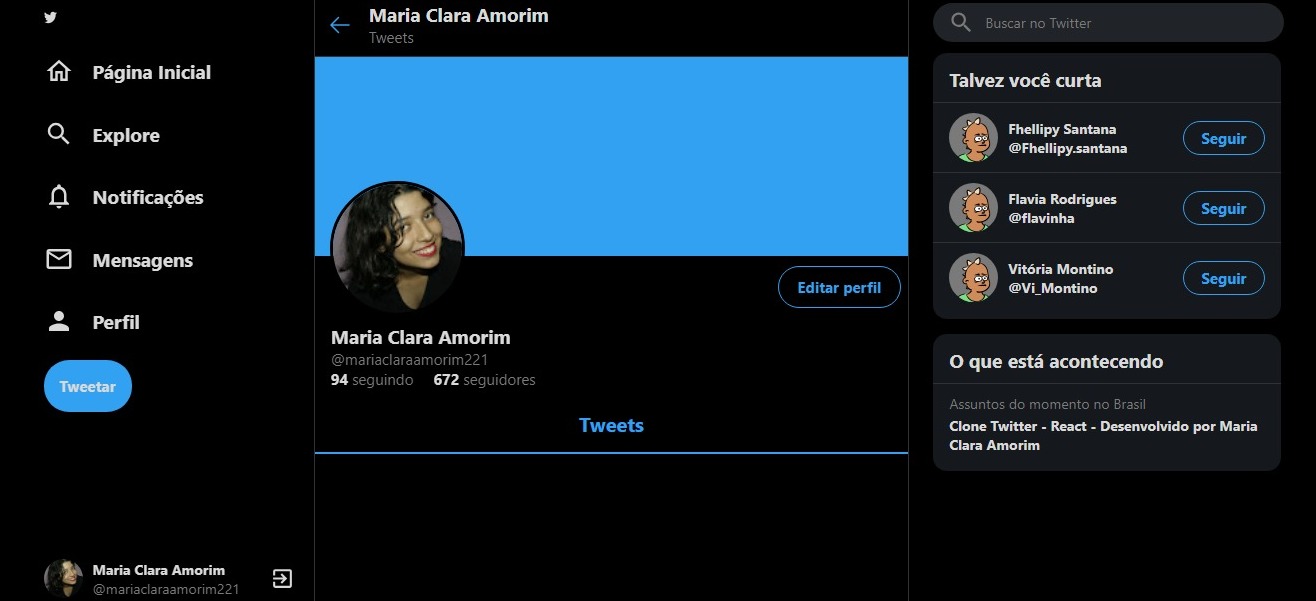 Página Inicial
Explore
Notificações
Mensagens
Perfil
Tweetar
Maria Clara Amorim
@mariaclaraamorim221
Maria Clara Amorim
Tweets
Editar perfil
Maria Clara Amorim
@mariaclaraamorim221
94 seguindo 672 seguidores
Tweets
Buscar no Twitter
Talvez você curta
Fhellipy Santana
@Fhellipy.santana
Seguir
Flavia Rodrigues
@flavinha
Seguir
Vitória Montino
@Vi_Montino
Seguir
O que está acontecendo
Assuntos do momento no Brasil
Clone Twitter - React - Desenvolvido por Maria
Clara Amorim